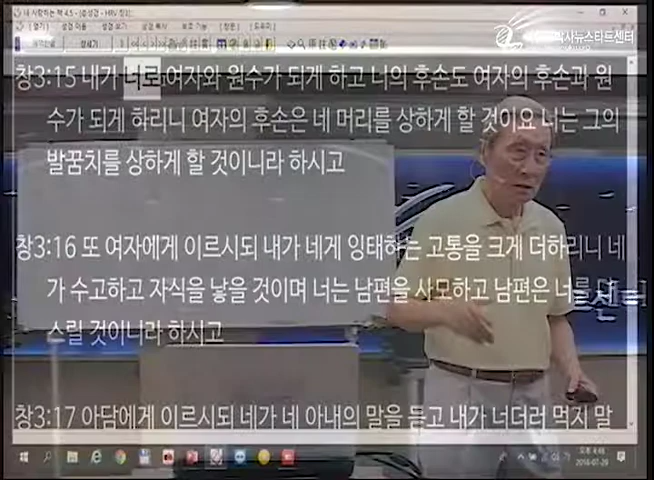 뉴스타트센터
창3:15 내가 너로 여자와 원수가 되게 하고 너의 후손도 여자의 후손과 원
수가 되게 하리니 여자의 후손은 네 머리를 상하게 할 것이요 너는 그의
발꿈치를 상하게 할 것이니라 하시고
창3:16 또 여자에게 이르시되 내가 네게 잉태하는 고통을 크게 더하리니 네
가 수고하고 자식을 낳을 것이며 너는 남편을 사모하고 남편은 너를
스릴 것이니라 하시고
창3:17 아담에게 이르시되 네가 네 아내의 말을 듣고 내가 너더러 먹지 말